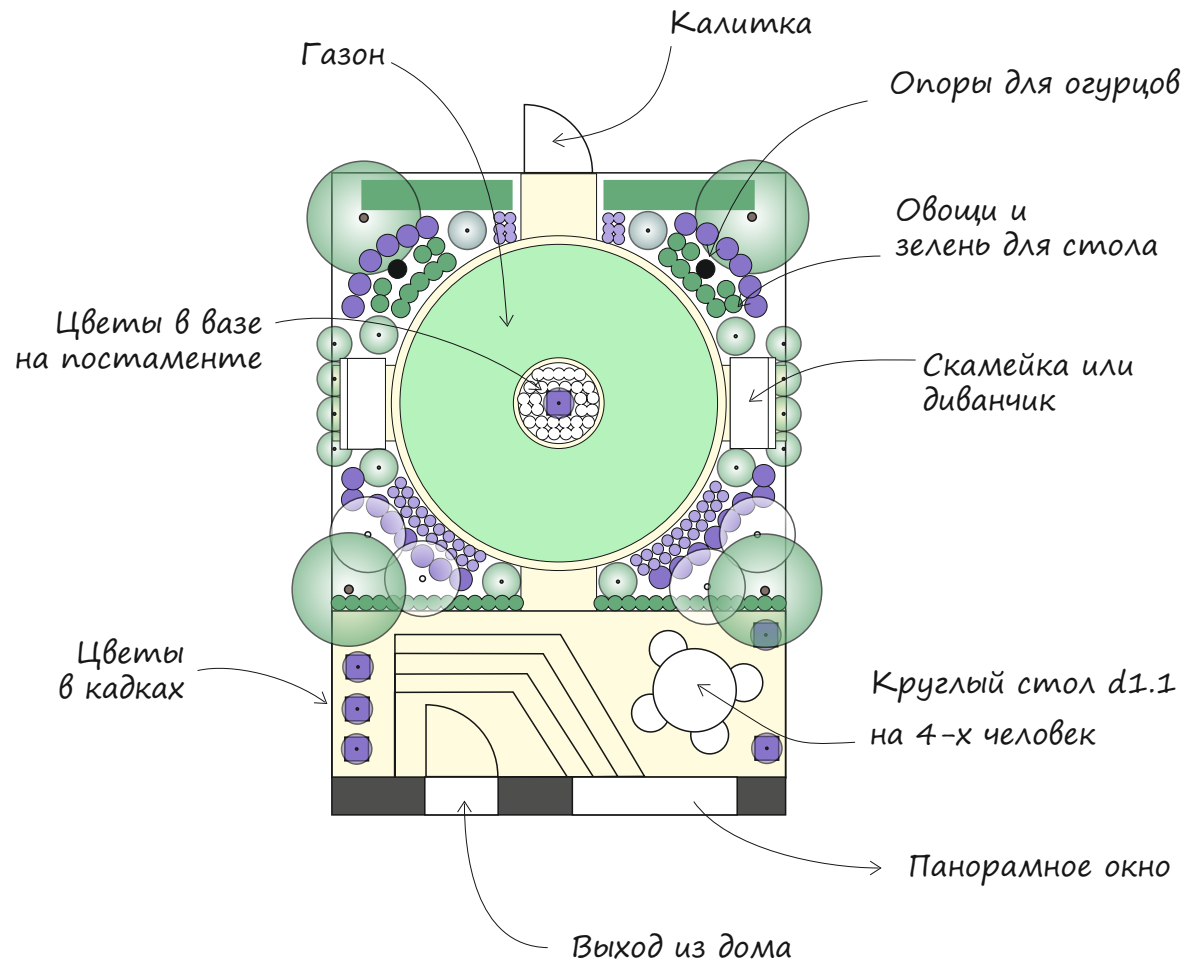 Калитка
Газон
Опоры для огурцов
Овощи и
зелень для стола
Цветы в вазе
на постаменте
Скамейка или
диванчик
Цветы
в кадках
Круглый стол d1.1
на 4-х человек
Панорамное окно
Выход из дома